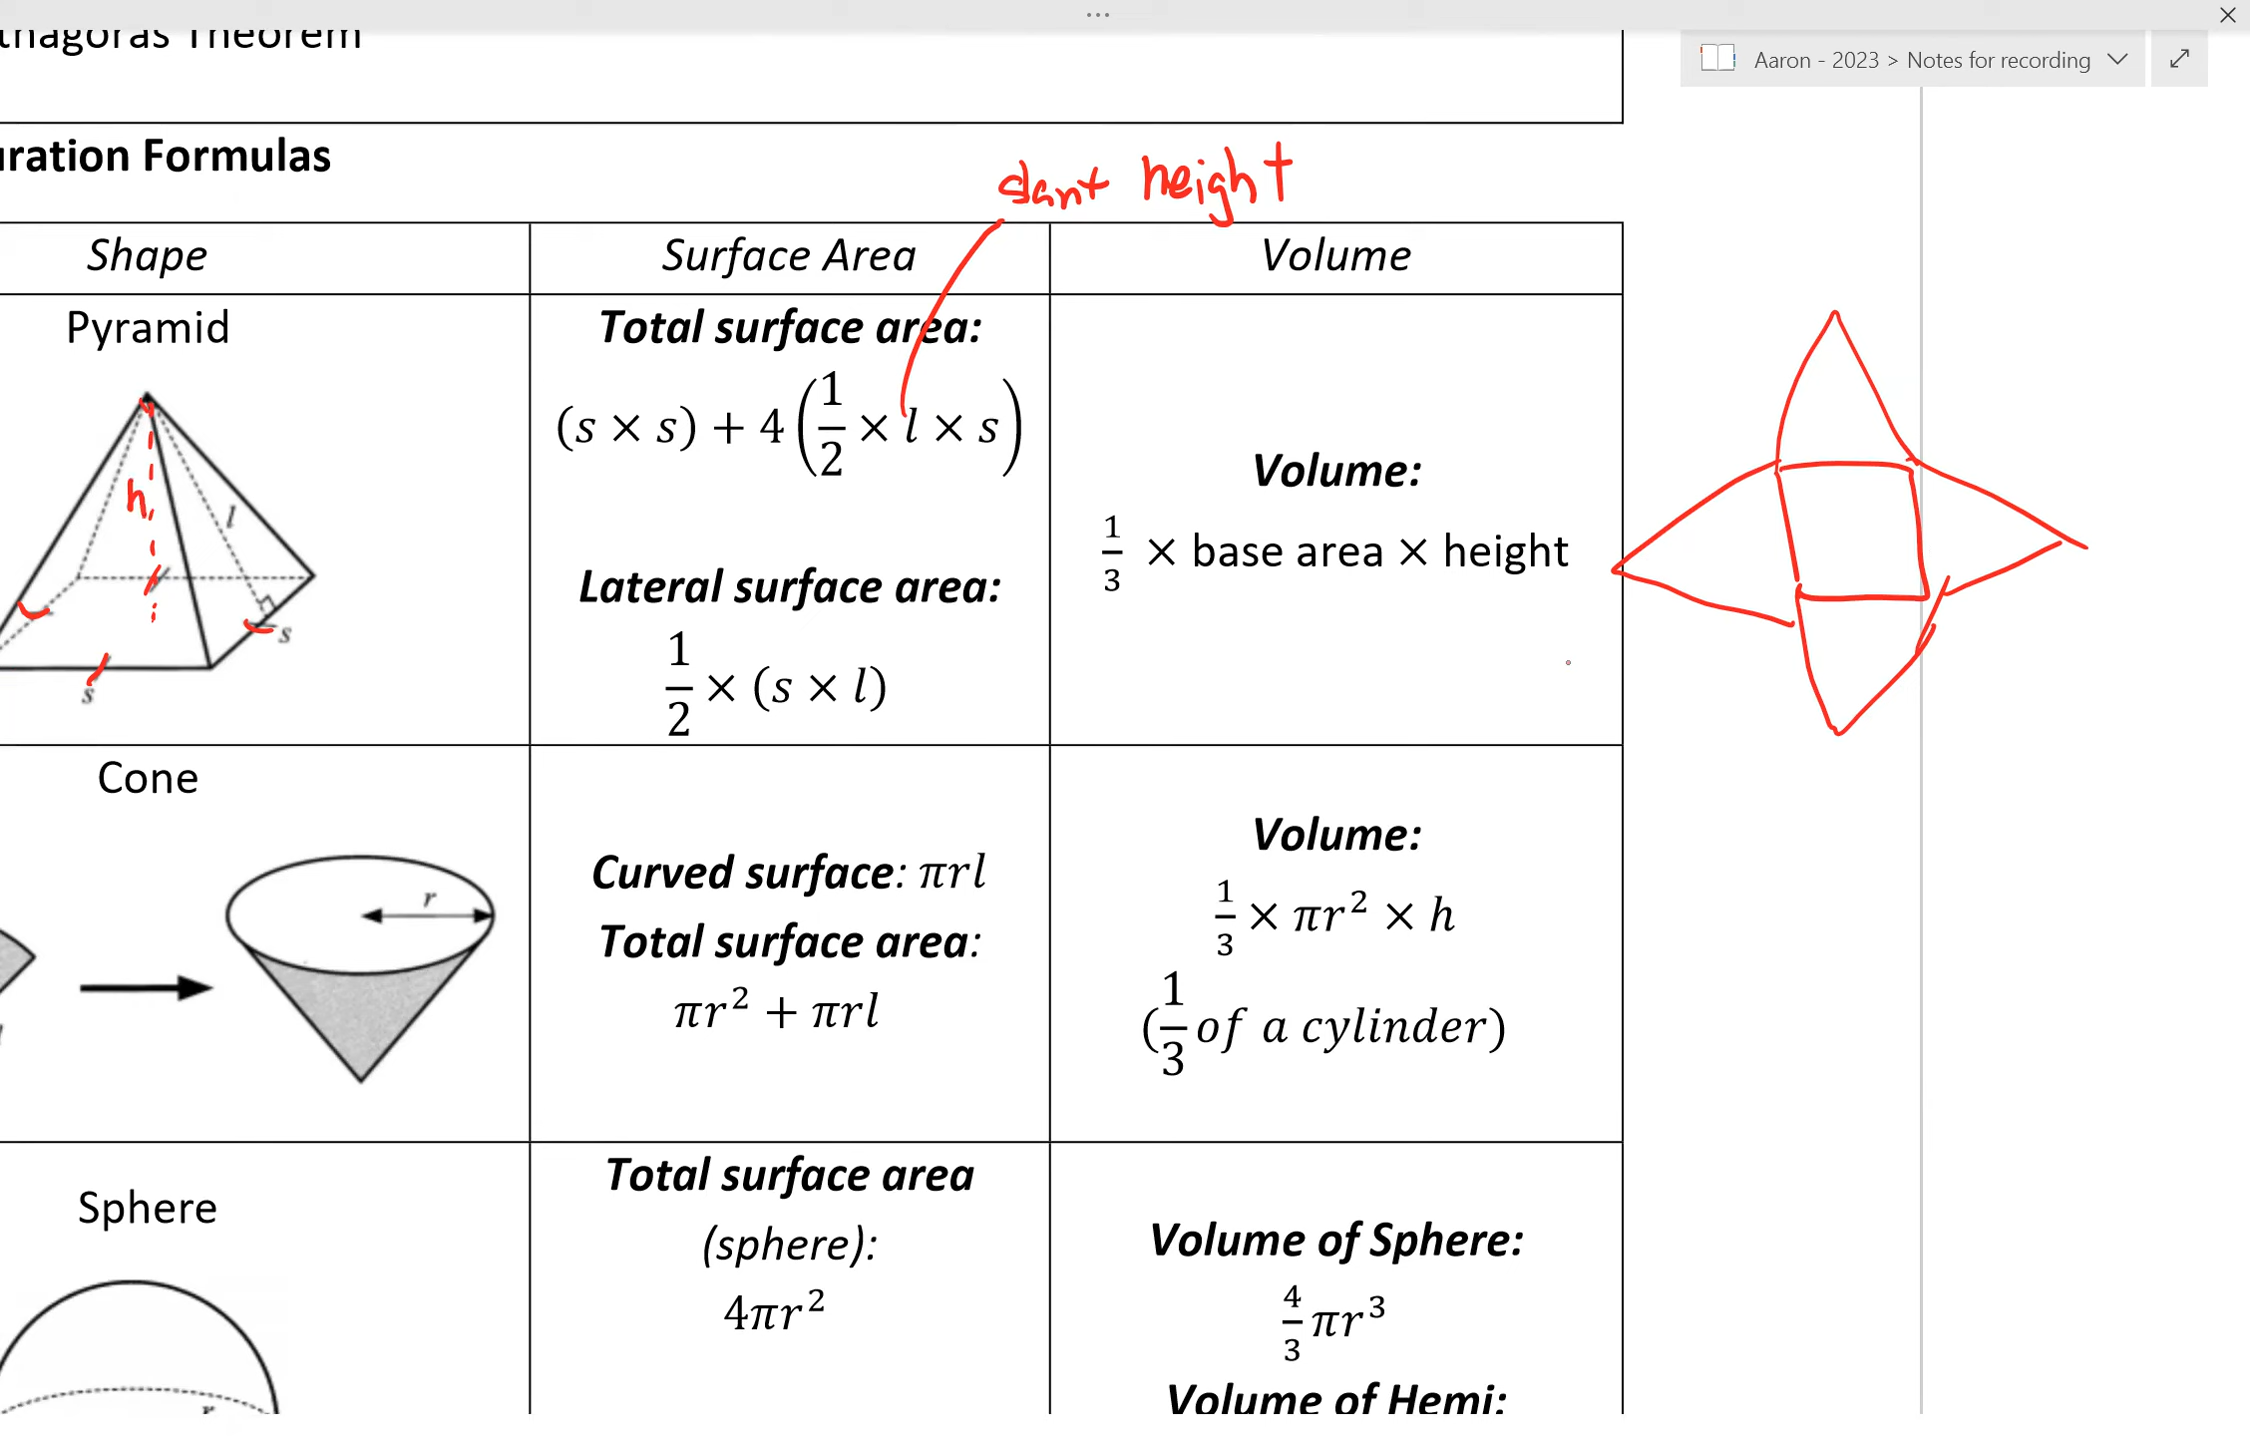 thagoras Theorem
Aaron - 2023 > Notes for recording
uration Formulas
slant height
Shape
Surface Area
Volume
Pyramid
h
l
s
s
Total surface area:
(s × s) + 4(1/2 × l × s)
Lateral surface area:
1/2 × (s × l)
Volume:
1/3 × base area × height
Cone
r
Curved surface: πrl
Total surface area:
πr² + πrl
Volume:
1/3 × πr² × h
(1/3 of a cylinder)
Sphere
r
Total surface area
(sphere):
4πr²
Volume of Sphere:
4/3 πr³
Volume of Hemi: